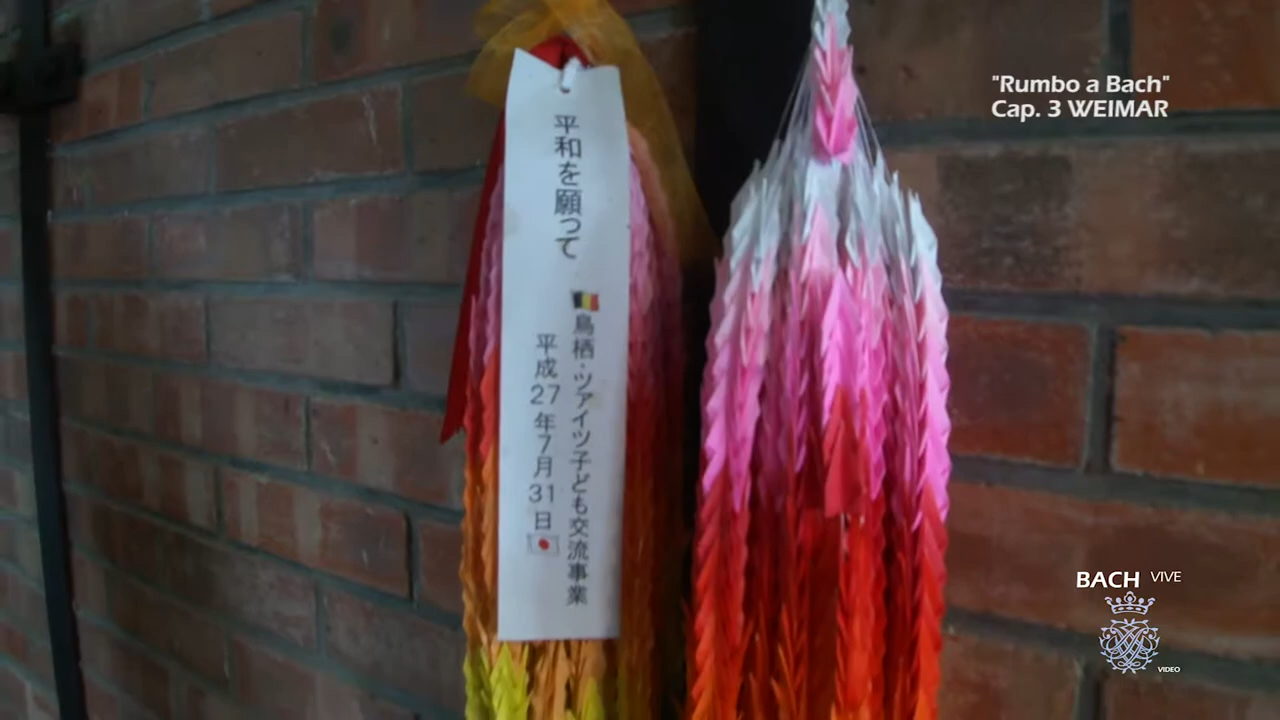 "Rumbo a Bach"
Cap. 3 WEIMAR
平和を願って
鳥栖・ツァイツ子ども交流事業
平成27年7月31日
BACH VIVE
VIDEO